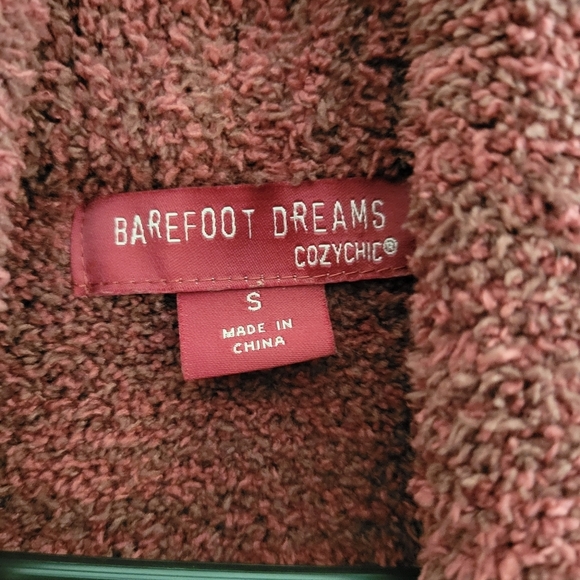 BAREFOOT DREAMS
COZYCHIC®
S
MADE IN
CHINA